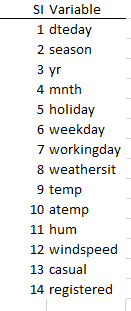 SI Variable
1 dteday
2 season
3 yr
4 mnth
5 holiday
6 weekday
7 workingday
8 weathersit
9 temp
10 atemp
11 hum
12 windspeed
13 casual
14 registered